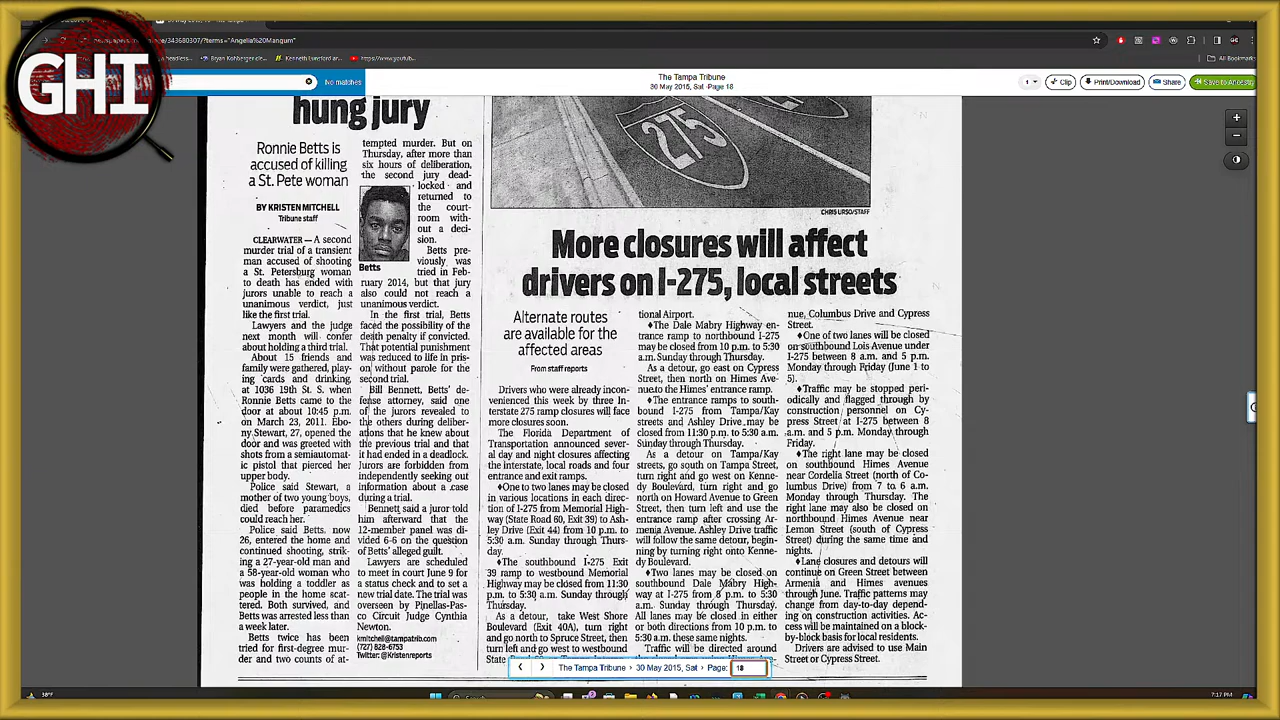 GHI
343680307/?terms="Angelia%20Mangum"
Bryan Kohberger de...
Kenneth Lunsford ar...
https://www.youtub...
All Bookmarks
No matches
The Tampa Tribune
30 May 2015, Sat · Page 18
1
Clip
Print/Download
Share
Save to Ancestry
hung jury
Ronnie Betts is
accused of killing
a St. Pete woman
BY KRISTEN MITCHELL
Tribune staff
CLEARWATER — A second
murder trial of a transient
man accused of shooting
a St. Petersburg woman
to death has ended with
jurors unable to reach a
unanimous verdict, just
like the first trial.
Lawyers and the judge
next month will confer
about holding a third trial.
About 15 friends and
family were gathered, play-
ing cards and drinking,
at 1036 19th St. S. when
Ronnie Betts came to the
door at about 10:45 p.m.
on March 23, 2011. Ebo-
ny Stewart, 27, opened the
door and was greeted with
shots from a semiautomat-
ic pistol that pierced her
upper body.
Police said Stewart, a
mother of two young boys,
died before paramedics
could reach her.
Police said Betts, now
26, entered the home and
continued shooting, strik-
ing a 27-year-old man and
a 58-year-old woman who
was holding a toddler as
people in the home scat-
tered. Both survived, and
Betts was arrested less than
a week later.
Betts twice has been
tried for first-degree mur-
der and two counts of at-
tempted murder. But on
Thursday, after more than
six hours of deliberation,
the second jury dead-
locked and
returned to
the court-
room with-
out a deci-
sion.
Betts pre-
viously was
tried in Feb-
Betts
ruary 2014, but that jury
also could not reach a
unanimous verdict.
In the first trial, Betts
faced the possibility of the
death penalty if convicted.
That potential punishment
was reduced to life in pris-
on without parole for the
second trial.
Bill Bennett, Betts' de-
fense attorney, said one
of the jurors revealed to
the others during deliber-
ations that he knew about
the previous trial and that
it had ended in a deadlock.
Jurors are forbidden from
independently seeking out
information about a case
during a trial.
Bennett said a juror told
him afterward that the
12-member panel was di-
vided 6-6 on the question
of Betts' alleged guilt.
Lawyers are scheduled
to meet in court June 9 for
a status check and to set a
new trial date. The trial was
overseen by Pinellas-Pas-
co Circuit Judge Cynthia
Newton.
kmitchell@tampatrib.com
(727) 828-6753
Twitter: @Kristenreports
275
CHRIS URSO/STAFF
More closures will affect
drivers on I-275, local streets
Alternate routes
are available for the
affected areas
From staff reports
Drivers who were already incon-
venienced this week by three In-
terstate 275 ramp closures will face
more closures soon.
The Florida Department of
Transportation announced sever-
al day and night closures affecting
the interstate, local roads and four
entrance and exit ramps.
♦One to two lanes may be closed
in various locations in each direc-
tion of I-275 from Memorial High-
way (State Road 60, Exit 39) to Ash-
ley Drive (Exit 44) from 10 p.m. to
5:30 a.m. Sunday through Thurs-
day.
♦The southbound I-275 Exit
39 ramp to westbound Memorial
Highway may be closed from 11:30
p.m. to 5:30 a.m. Sunday through
Thursday.
As a detour, take West Shore
Boulevard (Exit 40A), turn right
and go north to Spruce Street, then
turn left and go west to westbound
State
tional Airport.
♦The Dale Mabry Highway en-
trance ramp to northbound I-275
may be closed from 10 p.m. to 5:30
a.m. Sunday through Thursday.
As a detour, go east on Cypress
Street, then north on Himes Ave-
nue to the Himes' entrance ramp.
♦The entrance ramps to south-
bound I-275 from Tampa/Kay
streets and Ashley Drive may be
closed from 11:30 p.m. to 5:30 a.m.
Sunday through Thursday.
As a detour on Tampa/Kay
streets, go south on Tampa Street,
turn right and go west on Kenne-
dy Boulevard, turn right and go
north on Howard Avenue to Green
Street, then turn left and use the
entrance ramp after crossing Ar-
menia Avenue. Ashley Drive traffic
will follow the same detour, begin-
ning by turning right onto Kenne-
dy Boulevard.
♦Two lanes may be closed on
southbound Dale Mabry High-
way at I-275 from 8 p.m. to 5:30
a.m. Sunday through Thursday.
All lanes may be closed in either
or both directions from 10 p.m. to
5:30 a.m. these same nights.
Traffic will be directed around
nue, Columbus Drive and Cypress
Street.
♦One of two lanes will be closed
on southbound Lois Avenue under
I-275 between 8 a.m. and 5 p.m.
Monday through Friday (June 1 to
5).
♦Traffic may be stopped peri-
odically and flagged through by
construction personnel on Cy-
press Street at I-275 between 8
a.m. and 5 p.m. Monday through
Friday.
♦The right lane may be closed
on southbound Himes Avenue
near Cordelia Street (north of Co-
lumbus Drive) from 7 to 6 a.m.
Monday through Thursday. The
right lane may also be closed on
northbound Himes Avenue near
Lemon Street (south of Cypress
Street) during the same time and
nights.
♦Lane closures and detours will
continue on Green Street between
Armenia and Himes avenues
through June. Traffic patterns may
change from day-to-day depend-
ing on construction activities. Ac-
cess will be maintained on a block-
by-block basis for local residents.
Drivers are advised to use Main
Street or Cypress Street.
The Tampa Tribune › 30 May 2015, Sat › Page: 18
38°F
7:17 PM